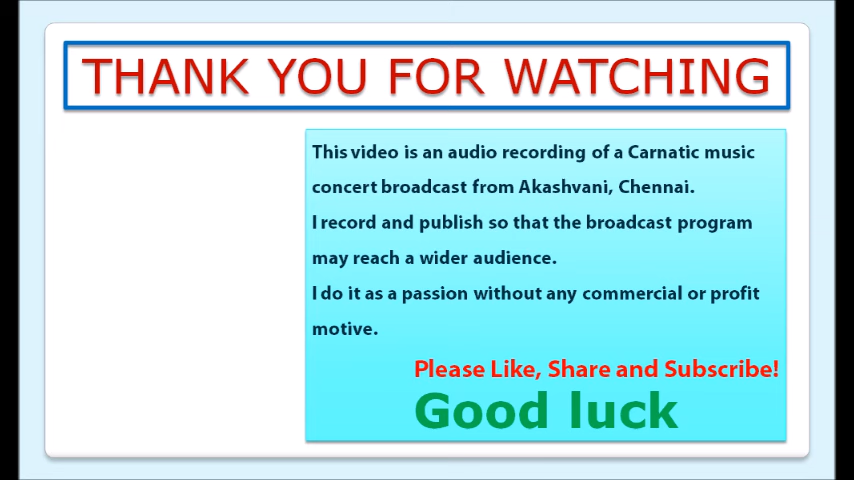 THANK YOU FOR WATCHING
This video is an audio recording of a Carnatic music
concert broadcast from Akashvani, Chennai.
I record and publish so that the broadcast program
may reach a wider audience.
I do it as a passion without any commercial or profit
motive.
Please Like, Share and Subscribe!
Good luck